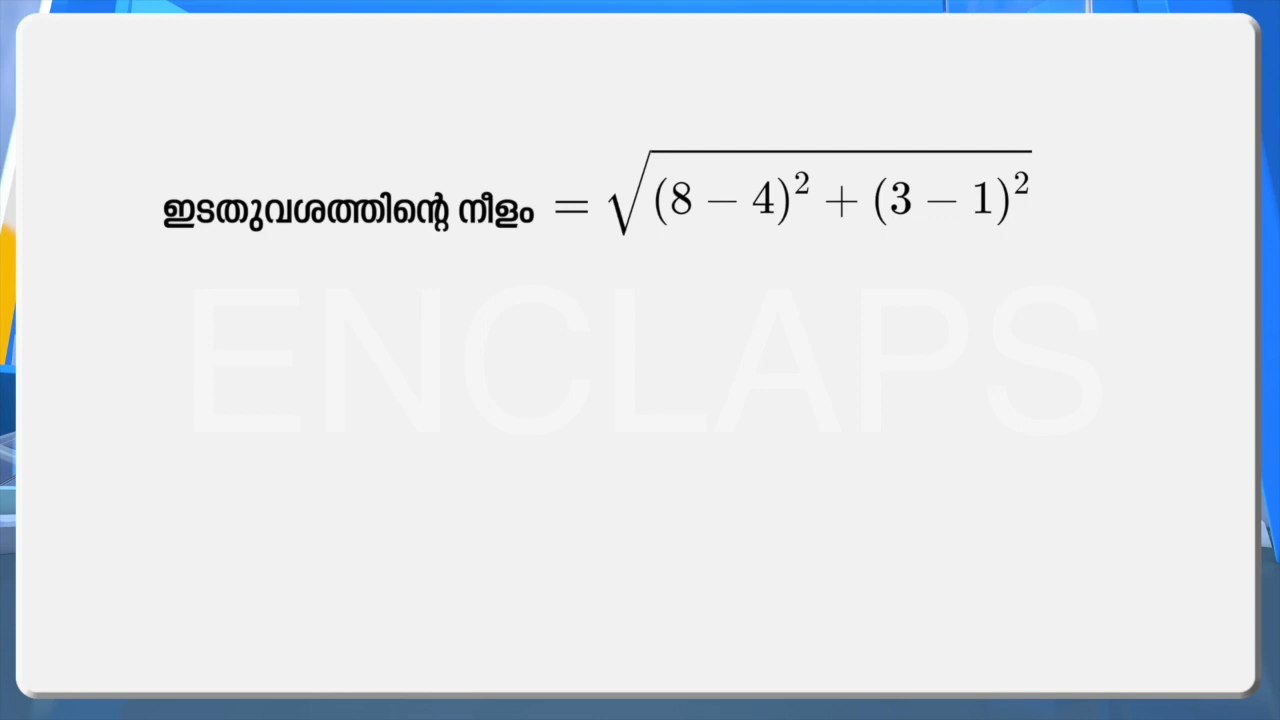 ഇടതുവശത്തിന്റെ നീളം = √((8 − 4)² + (3 − 1)²)
ENCLAPS